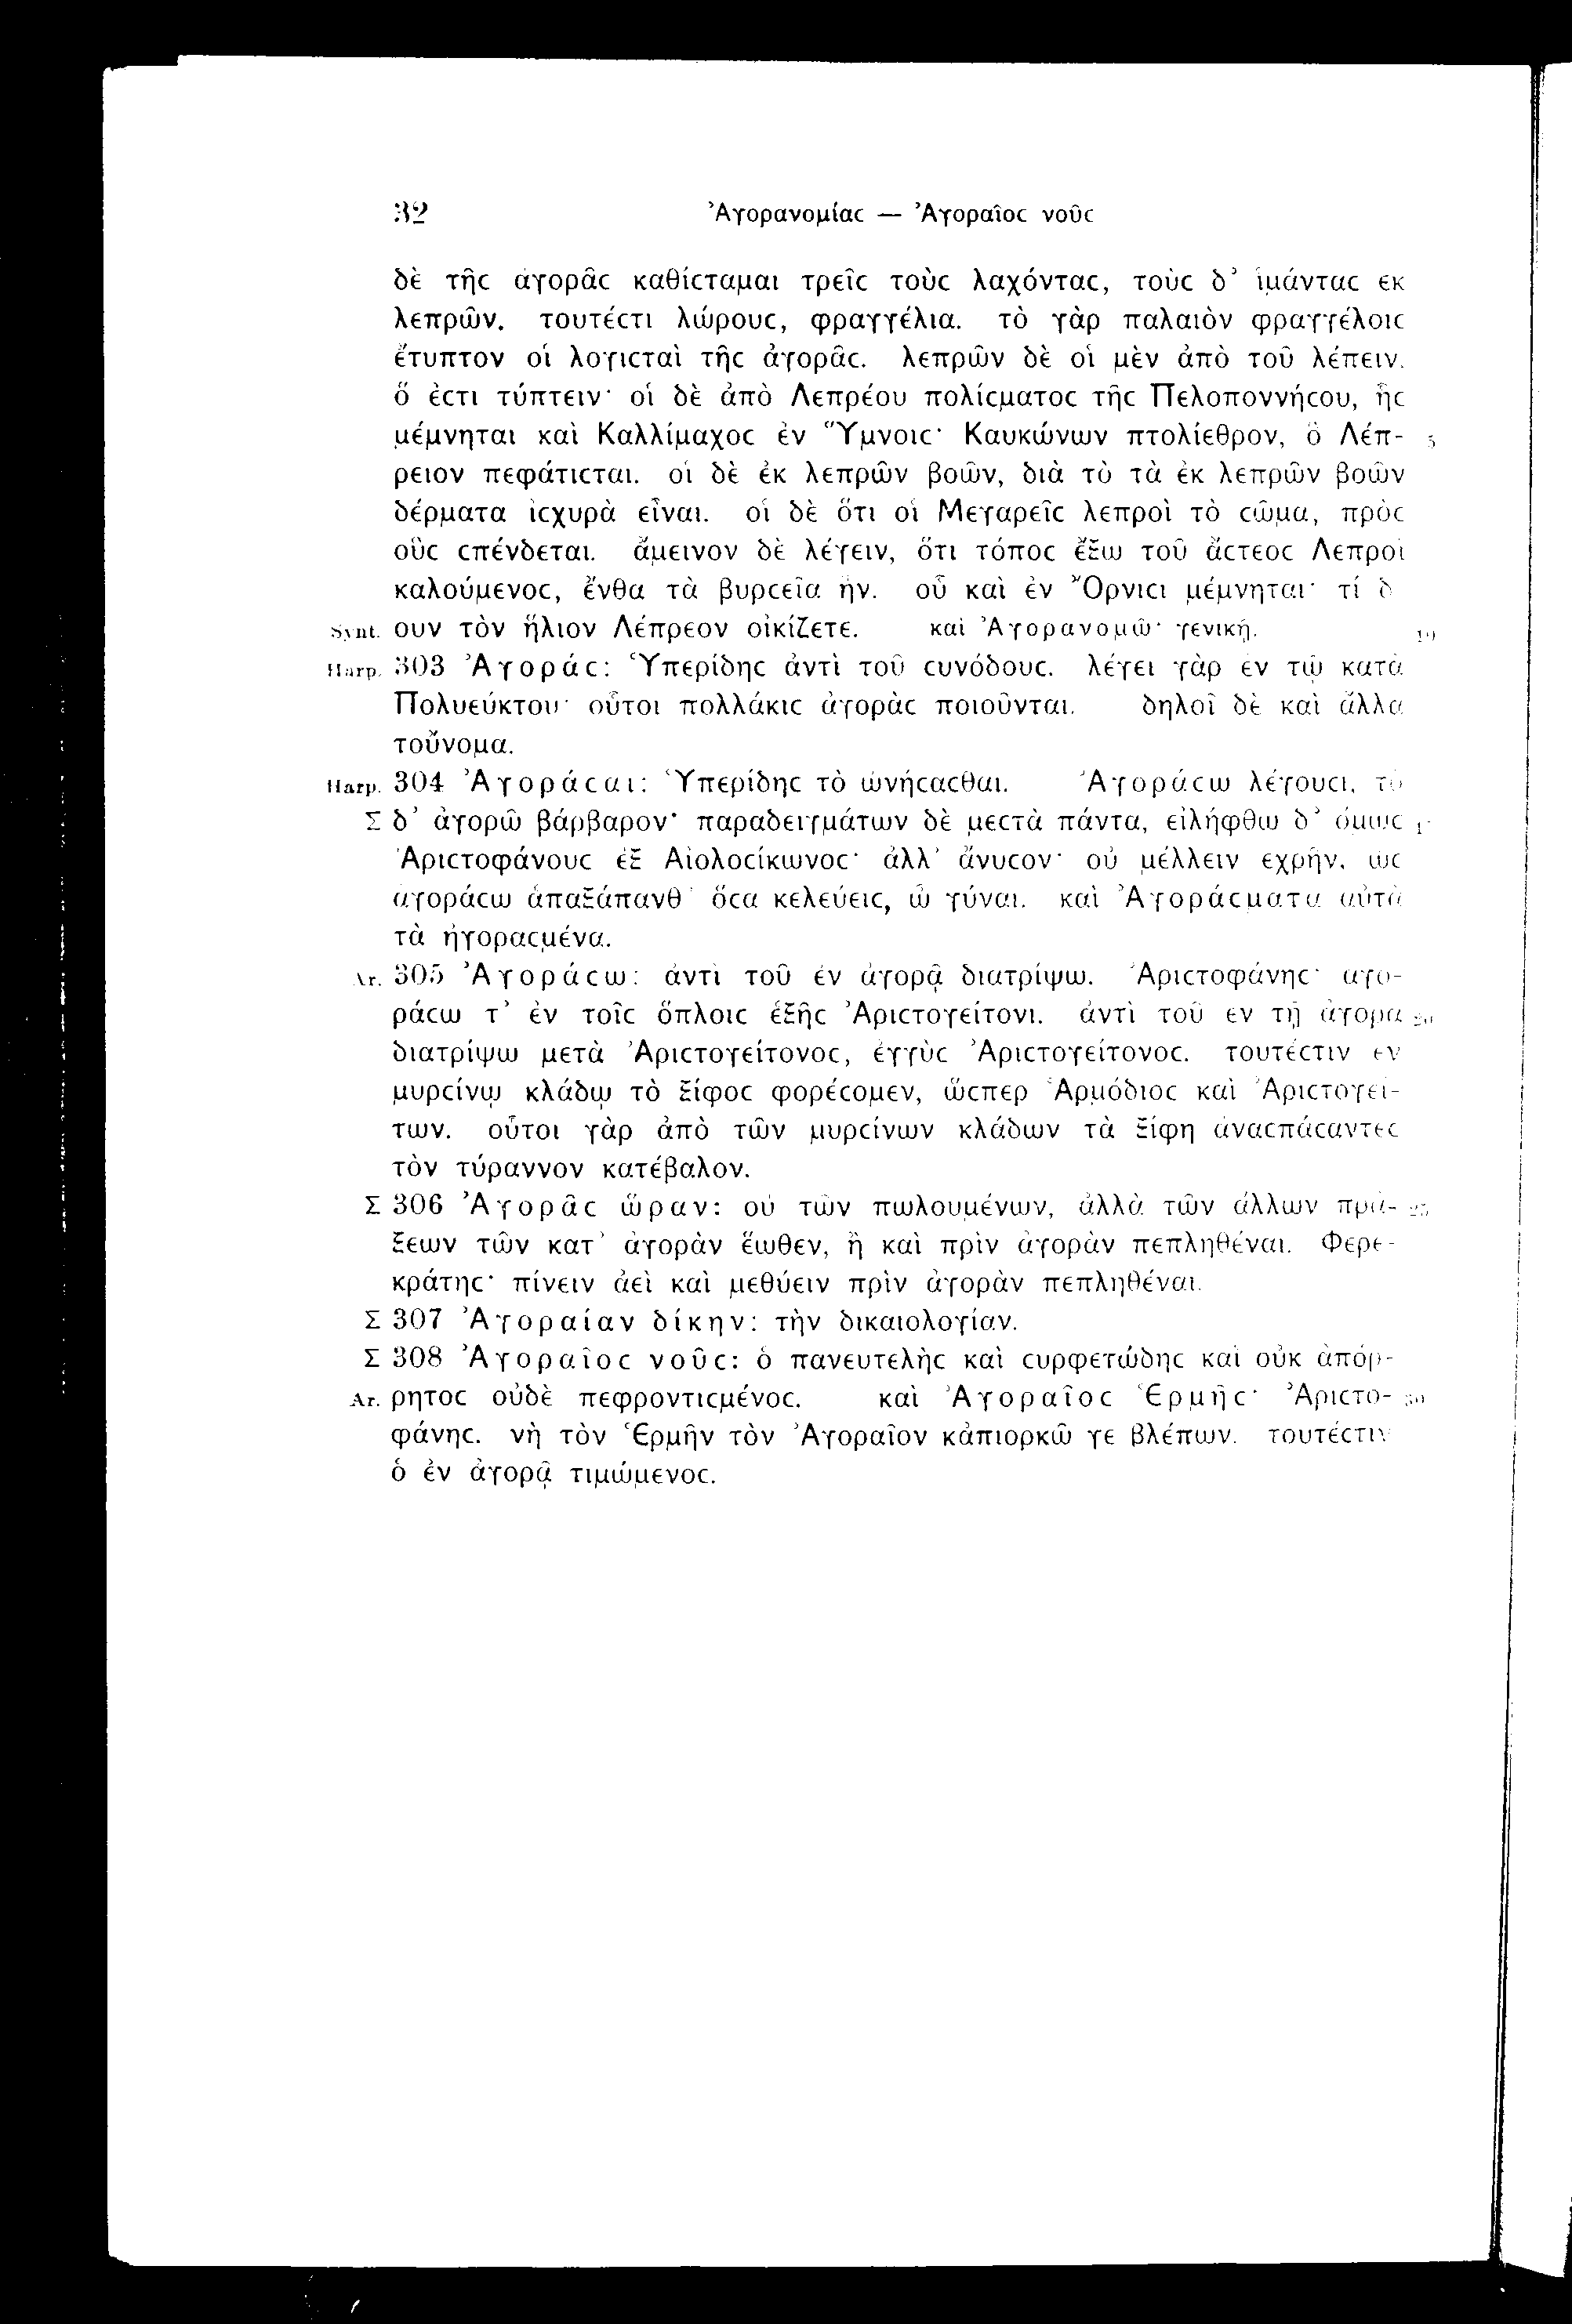 32 Ἀγορανομίαϲ — Ἀγοραῖοϲ νοῦϲ
δὲ τῆϲ ἀγορᾶϲ καθίϲταμαι τρεῖϲ τοὺϲ λαχόνταϲ, τοὺϲ δ’ ἱμάνταϲ ἐκ
λεπρῶν. τουτέϲτι λώρουϲ, φραγγέλια. τὸ γὰρ παλαιὸν φραγγέλοιϲ
ἔτυπτον οἱ λογιϲταὶ τῆϲ ἀγορᾶϲ. λεπρῶν δὲ οἱ μὲν ἀπὸ τοῦ λέπειν.
ὅ ἐϲτι τύπτειν· οἱ δὲ ἀπὸ Λεπρέου πολίϲματοϲ τῆϲ Πελοποννήϲου, ἧϲ
μέμνηται καὶ Καλλίμαχοϲ ἐν Ὕμνοιϲ· Καυκώνων πτολίεθρον, ὃ Λέπ- 5
ρειον πεφάτιϲται. οἱ δὲ ἐκ λεπρῶν βοῶν, διὰ τὸ τὰ ἐκ λεπρῶν βοῶν
δέρματα ἰϲχυρὰ εἶναι. οἱ δὲ ὅτι οἱ Μεγαρεῖϲ λεπροὶ τὸ ϲῶμα, πρὸϲ
οὓϲ ϲπένδεται. ἄμεινον δὲ λέγειν, ὅτι τόποϲ ἔξω τοῦ ἄϲτεοϲ Λεπροὶ
καλούμενοϲ, ἔνθα τὰ βυρϲεῖα ἦν. οὗ καὶ ἐν Ὄρνιϲι μέμνηται· τί δ
Synt. ουν τὸν ἥλιον Λέπρεον οἰκίζετε. καὶ Ἀγορανομῶ· γενικῇ. 10
Harp. 303 Ἀγοράϲ: Ὑπερίδηϲ ἀντὶ τοῦ ϲυνόδουϲ. λέγει γὰρ ἐν τῷ κατὰ
Πολυεύκτου· οὗτοι πολλάκιϲ ἀγορὰϲ ποιοῦνται. δηλοῖ δὲ καὶ ἄλλα
τοὔνομα.
Harp. 304 Ἀγοράϲαι: Ὑπερίδηϲ τὸ ὠνήϲαϲθαι. Ἀγοράϲω λέγουϲι, τὸ
Σ δ’ ἀγορῶ βάρβαρον· παραδειγμάτων δὲ μεϲτὰ πάντα, εἰλήφθω δ’ ὅμωϲ
Ἀριϲτοφάνουϲ ἐξ Αἰολοϲίκωνοϲ· ἀλλ’ ἄνυϲον· οὐ μέλλειν ἐχρῆν, ὡϲ
ἀγοράϲω ἁπαξάπανθ’ ὅϲα κελεύειϲ, ὦ γύναι. καὶ Ἀγοράϲματα αὐτὰ
τὰ ἠγοραϲμένα.
Ar. 305 Ἀγοράϲω: ἀντὶ τοῦ ἐν ἀγορᾷ διατρίψω. Ἀριϲτοφάνηϲ· ἀγο-
ράϲω τ’ ἐν τοῖϲ ὅπλοιϲ ἑξῆϲ Ἀριϲτογείτονι. ἀντὶ τοῦ ἐν τῇ ἀγορᾷ 20
διατρίψω μετὰ Ἀριϲτογείτονοϲ, ἐγγὺϲ Ἀριϲτογείτονοϲ. τουτέϲτιν ἐν
μυρϲίνῳ κλάδῳ τὸ ξίφοϲ φορέϲομεν, ὥϲπερ Ἁρμόδιοϲ καὶ Ἀριϲτογεί-
των. οὗτοι γὰρ ἀπὸ τῶν μυρϲίνων κλάδων τὰ ξίφη ἀναϲπάϲαντεϲ
τὸν τύραννον κατέβαλον.
Σ 306 Ἀγορᾶϲ ὥραν: οὐ τῶν πωλουμένων, ἀλλὰ τῶν ἄλλων πρά- 25
ξεων τῶν κατ’ ἀγορὰν ἕωθεν, ἢ καὶ πρὶν ἀγορὰν πεπληθέναι. Φερε-
κράτηϲ· πίνειν ἀεὶ καὶ μεθύειν πρὶν ἀγορὰν πεπληθέναι.
Σ 307 Ἀγοραίαν δίκην: τὴν δικαιολογίαν.
Σ 308 Ἀγοραῖοϲ νοῦϲ: ὁ πανευτελὴϲ καὶ ϲυρφετώδηϲ καὶ οὐκ ἀπόρ-
Ar. ρητοϲ οὐδὲ πεφροντιϲμένοϲ. καὶ Ἀγοραῖοϲ Ἑρμῆϲ· Ἀριϲτο- 30
φάνηϲ. νὴ τὸν Ἑρμῆν τὸν Ἀγοραῖον κἀπιορκῶ γε βλέπων. τουτέϲτιν
ὁ ἐν ἀγορᾷ τιμώμενοϲ.